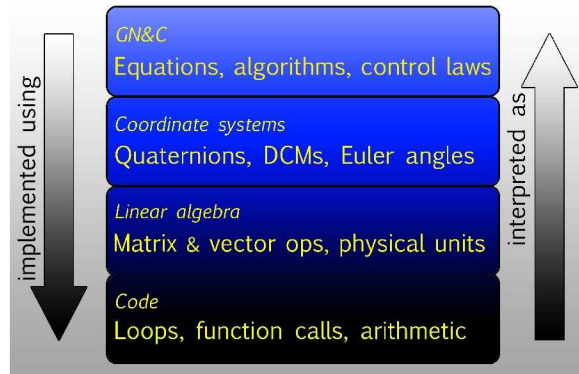 GN&C
Equations, algorithms, control laws
Coordinate systems
Quaternions, DCMs, Euler angles
Linear algebra
Matrix & vector ops, physical units
Code
Loops, function calls, arithmetic
implemented using
interpreted as